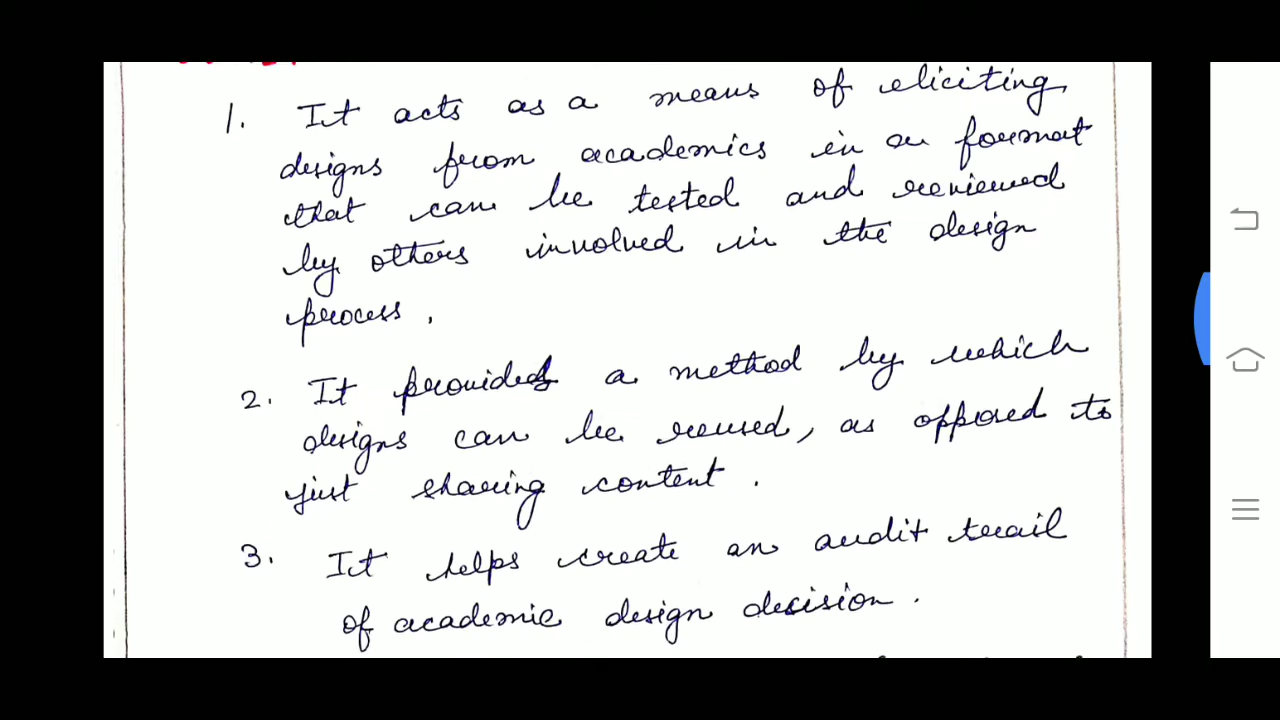 1. It acts as a means of eliciting
designs from academics in a format
that can be tested and reviewed
by others involved in the design
process.
2. It provides a method by which
designs can be reused, as opposed to
just sharing content.
3. It helps create an audit trail
of academic design decision.